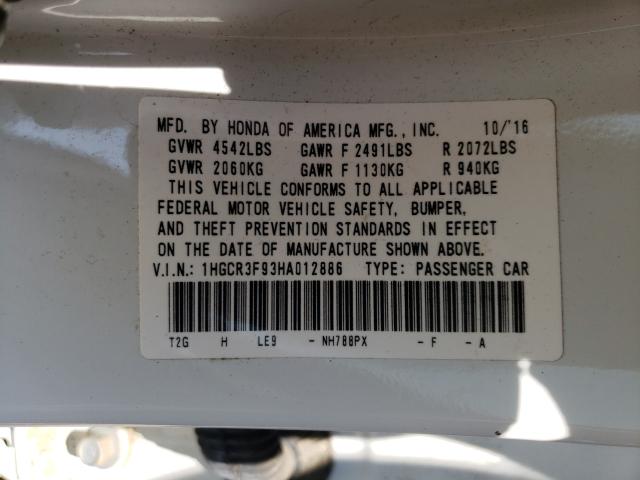 MFD. BY HONDA OF AMERICA MFG., INC. 10/'16
GVWR 4542LBS GAWR F 2491LBS R 2072LBS
GVWR 2060KG GAWR F 1130KG R 940KG
THIS VEHICLE CONFORMS TO ALL APPLICABLE
FEDERAL MOTOR VEHICLE SAFETY, BUMPER,
AND THEFT PREVENTION STANDARDS IN EFFECT
ON THE DATE OF MANUFACTURE SHOWN ABOVE.
V.I.N.: 1HGCR3F93HA012886 TYPE: PASSENGER CAR
T2G H LE9 - NH788PX - F - A